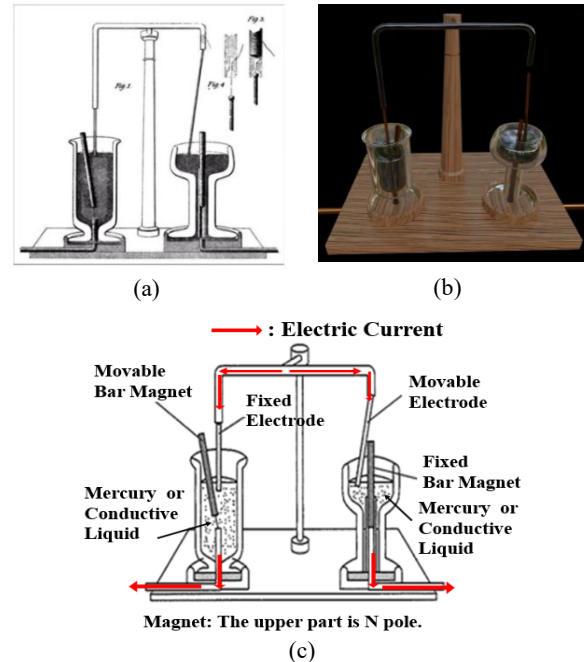 Fig. 1.
Fig. 4
Fig. 3.
(a)
(b)
: Electric Current
Movable
Bar Magnet
Fixed
Electrode
Movable
Electrode
Fixed
Bar Magnet
Mercury or
Conductive
Liquid
Mercury or
Conductive
Liquid
Magnet: The upper part is N pole.
(c)